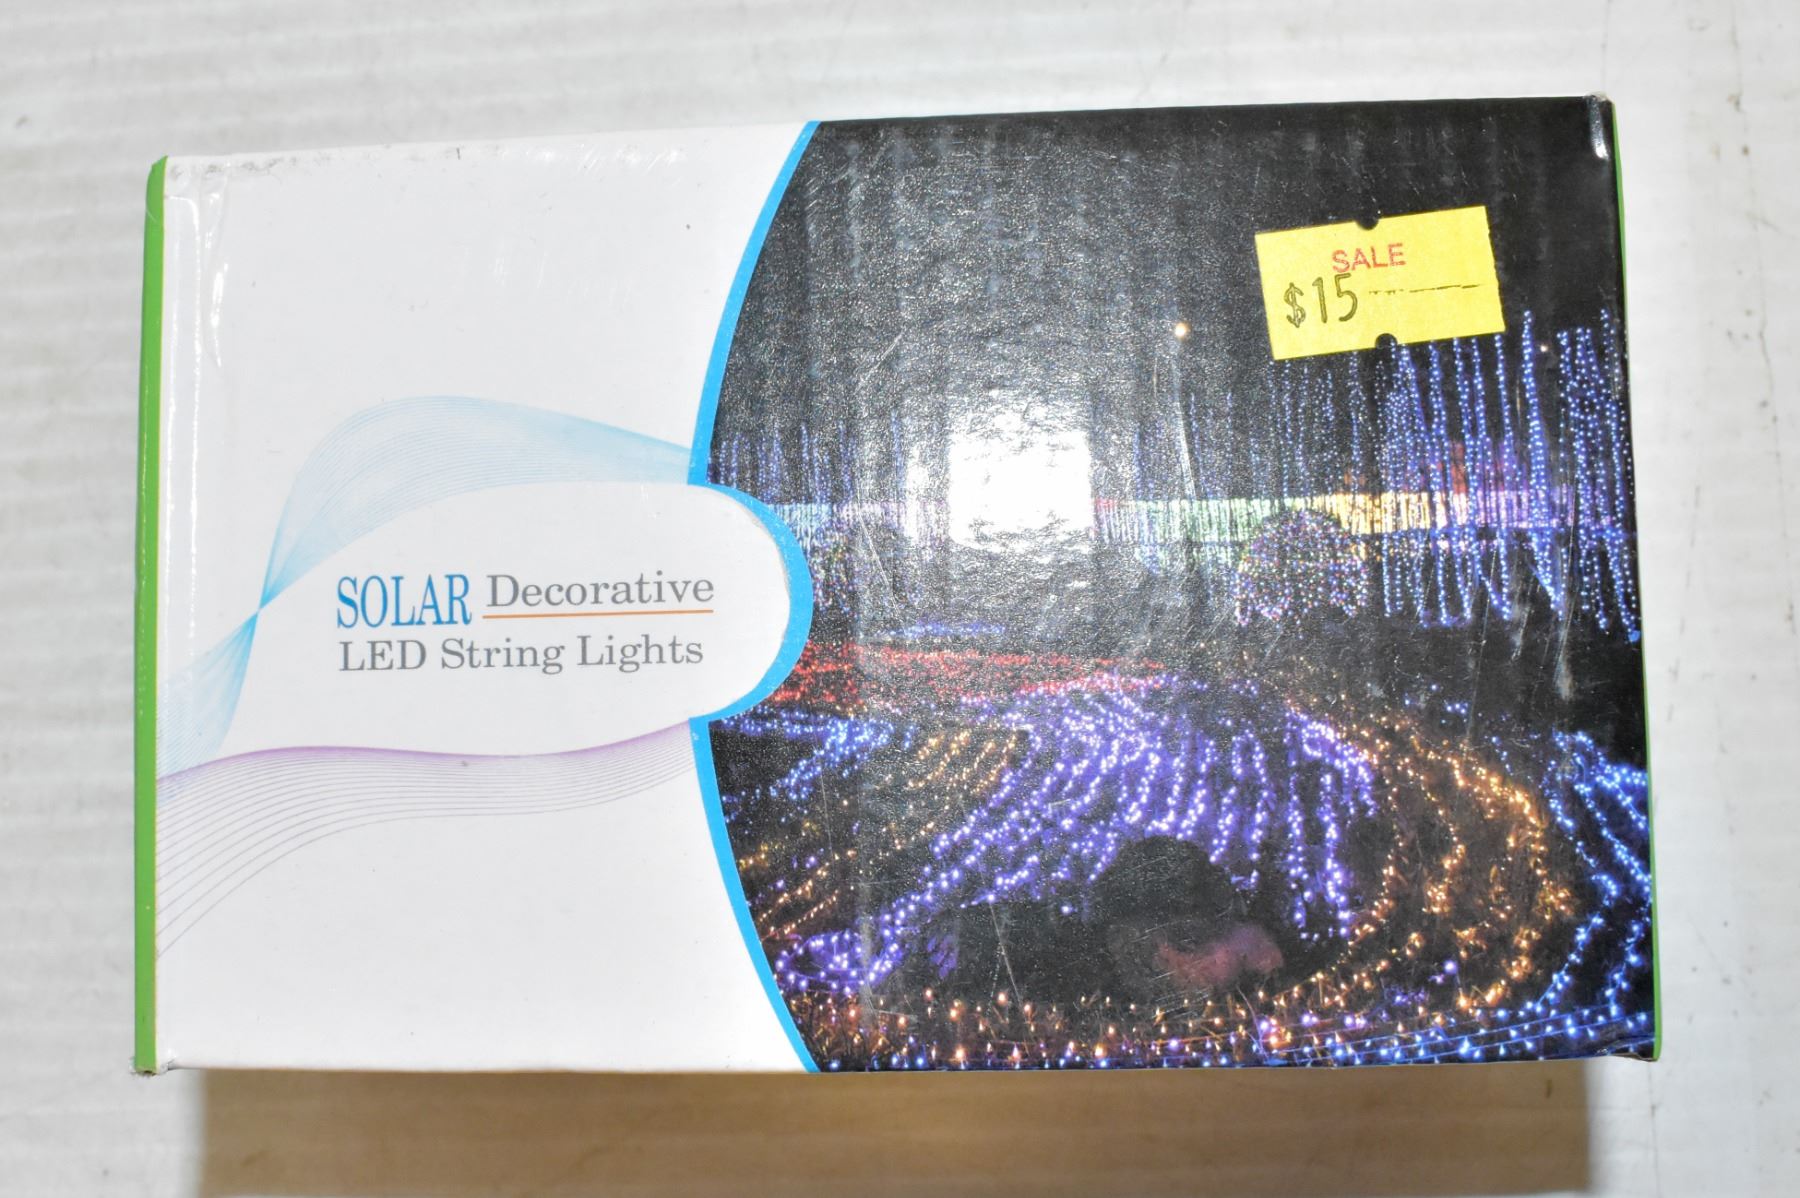 SOLAR Decorative
LED String Lights
SALE
$15